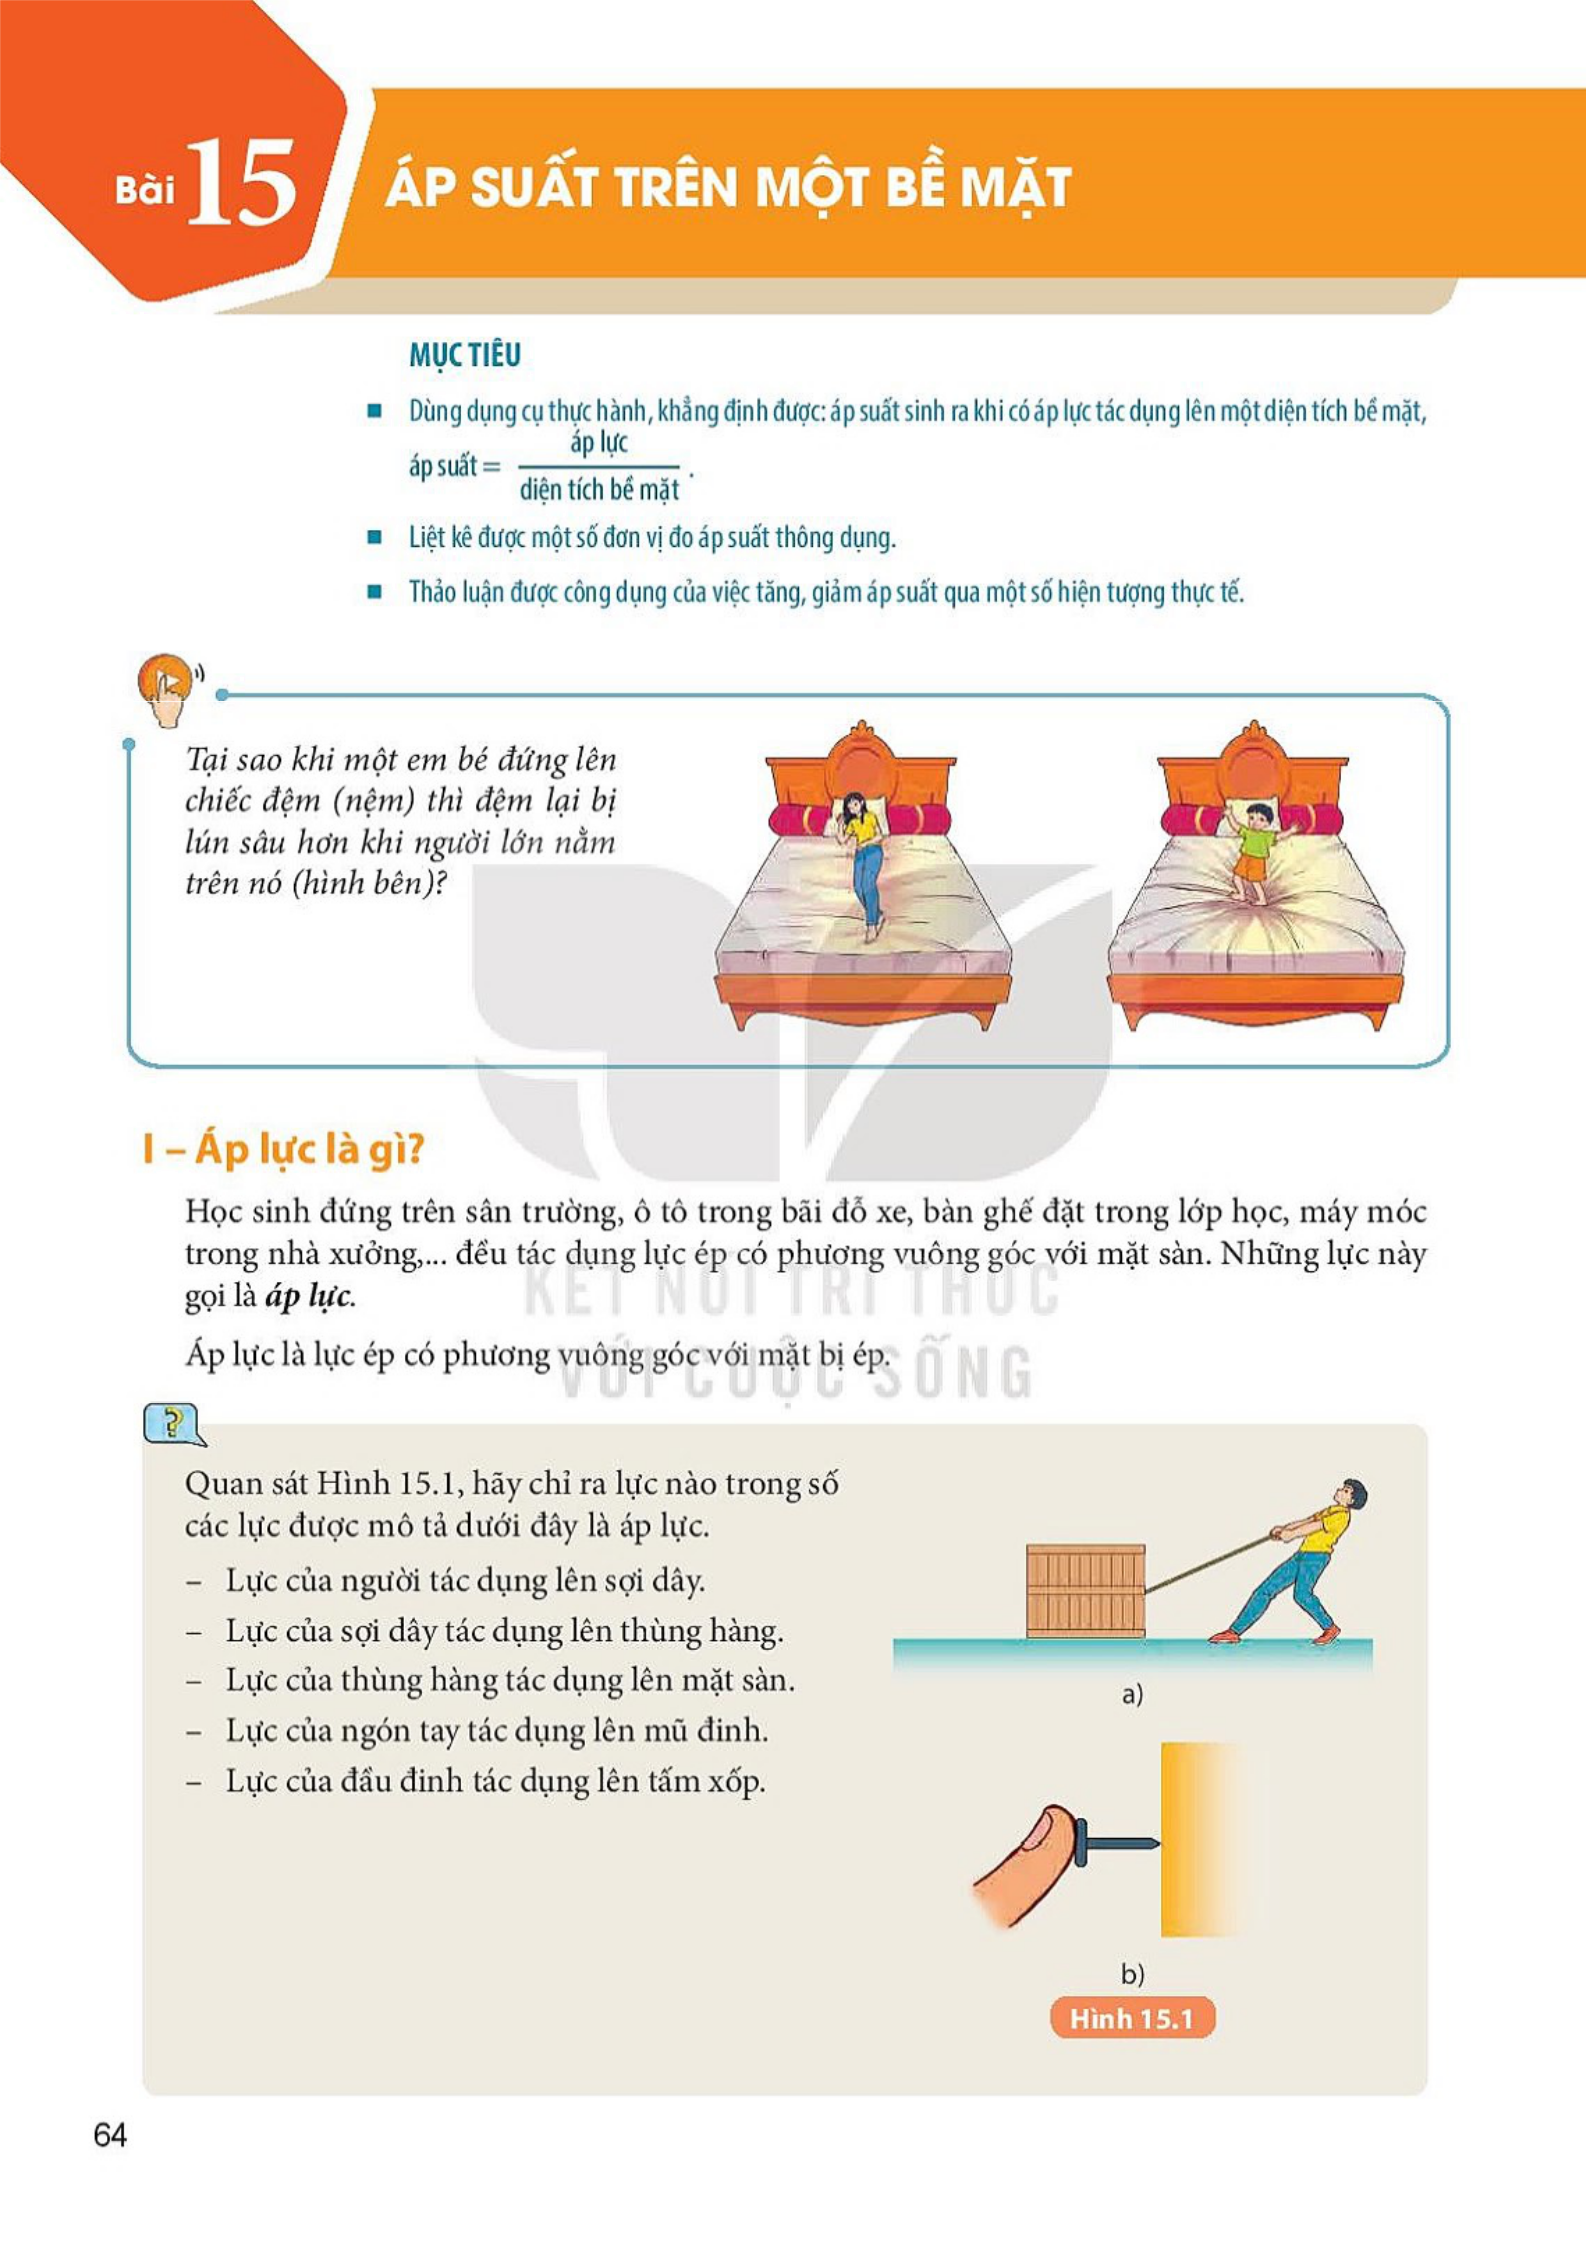 Bài 15
ÁP SUẤT TRÊN MỘT BỀ MẶT
MỤC TIÊU
Dùng dụng cụ thực hành, khẳng định được: áp suất sinh ra khi có áp lực tác dụng lên một diện tích bề mặt,
áp suất = áp lực / diện tích bề mặt .
Liệt kê được một số đơn vị đo áp suất thông dụng.
Thảo luận được công dụng của việc tăng, giảm áp suất qua một số hiện tượng thực tế.
Tại sao khi một em bé đứng lên
chiếc đệm (nệm) thì đệm lại bị
lún sâu hơn khi người lớn nằm
trên nó (hình bên)?
I – Áp lực là gì?
Học sinh đứng trên sân trường, ô tô trong bãi đỗ xe, bàn ghế đặt trong lớp học, máy móc
trong nhà xưởng,... đều tác dụng lực ép có phương vuông góc với mặt sàn. Những lực này
gọi là áp lực.
Áp lực là lực ép có phương vuông góc với mặt bị ép.
KẾT NỐI TRI THỨC
VỚI CUỘC SỐNG
?
Quan sát Hình 15.1, hãy chỉ ra lực nào trong số
các lực được mô tả dưới đây là áp lực.
– Lực của người tác dụng lên sợi dây.
– Lực của sợi dây tác dụng lên thùng hàng.
– Lực của thùng hàng tác dụng lên mặt sàn.
– Lực của ngón tay tác dụng lên mũ đinh.
– Lực của đầu đinh tác dụng lên tấm xốp.
a)
b)
Hình 15.1
64